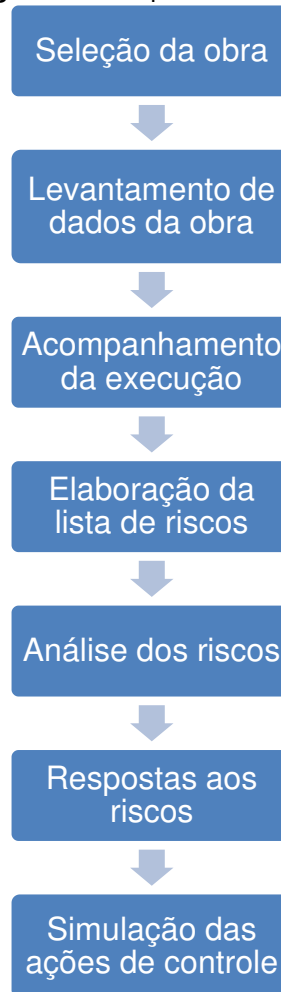 Seleção da obra
Levantamento de
dados da obra
Acompanhamento
da execução
Elaboração da
lista de riscos
Análise dos riscos
Respostas aos
riscos
Simulação das
ações de controle